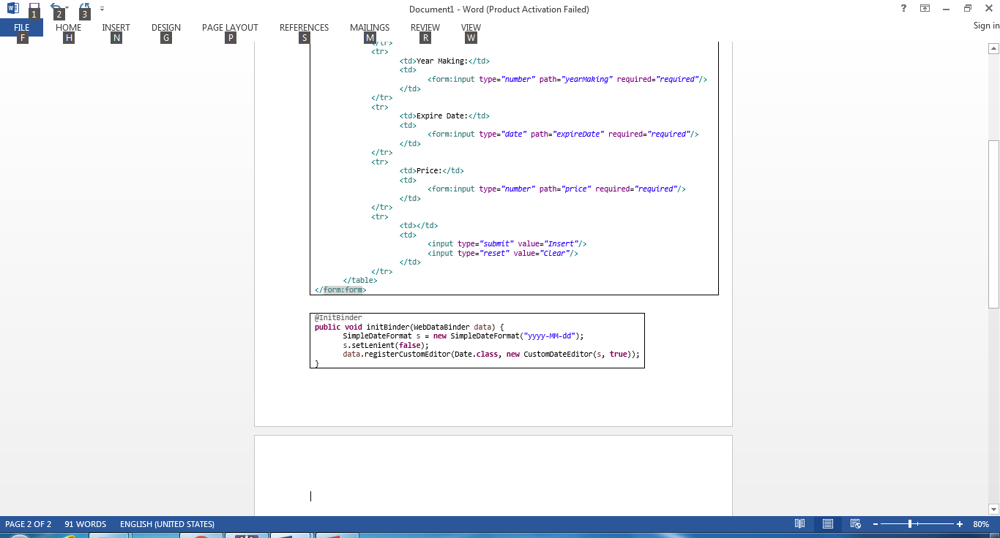 1 2 3
Document1 - Word (Product Activation Failed)
?
FILE HOME INSERT DESIGN PAGE LAYOUT REFERENCES MAILINGS REVIEW VIEW
Sign in
F H N G P S M R W
</tr>
<tr>
<td>Year Making:</td>
<td>
<form:input type="number" path="yearMaking" required="required"/>
</td>
</tr>
<tr>
<td>Expire Date:</td>
<td>
<form:input type="date" path="expireDate" required="required"/>
</td>
</tr>
<tr>
<td>Price:</td>
<td>
<form:input type="number" path="price" required="required"/>
</td>
</tr>
<tr>
<td></td>
<td>
<input type="submit" value="Insert"/>
<input type="reset" value="Clear"/>
</td>
</tr>
</table>
</form:form>
@InitBinder
public void initBinder(WebDataBinder data) {
SimpleDateFormat s = new SimpleDateFormat("yyyy-MM-dd");
s.setLenient(false);
data.registerCustomEditor(Date.class, new CustomDateEditor(s, true));
}
PAGE 2 OF 2 91 WORDS ENGLISH (UNITED STATES) 80%